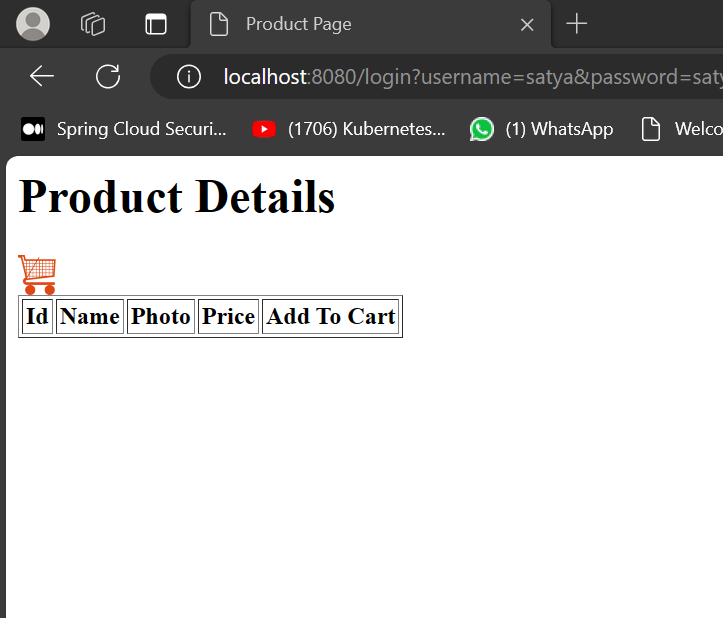 Product Page
localhost:8080/login?username=satya&password=saty
Spring Cloud Securi... (1706) Kubernetes... (1) WhatsApp Welco
Product Details
Id Name Photo Price Add To Cart